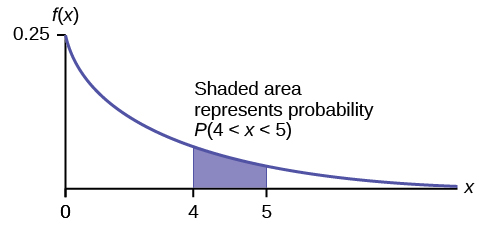 f(x)
0.25
Shaded area
represents probability
P(4 < x < 5)
x
0 4 5